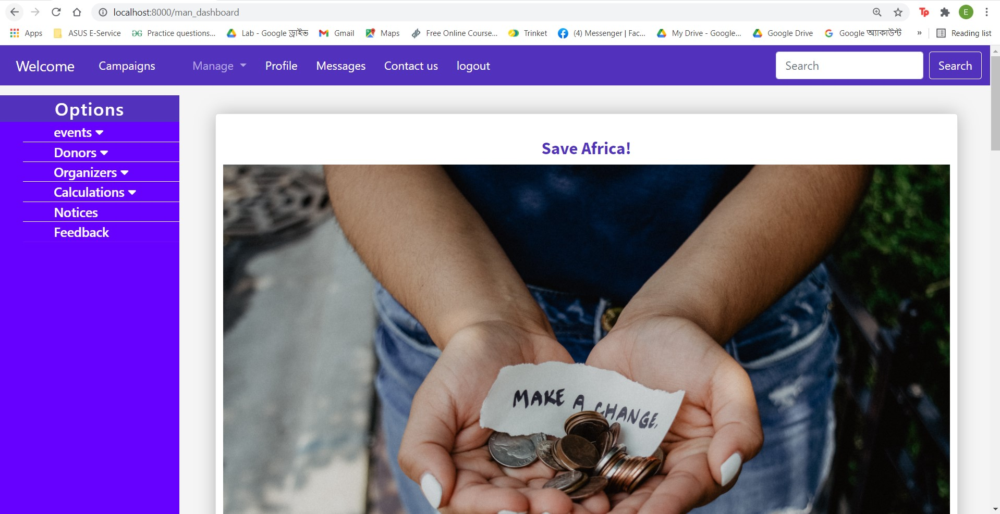 localhost:8000/man_dashboard
Tp
E
Apps
ASUS E-Service
Practice questions...
Lab - Google ড্রাইভ
Gmail
Maps
Free Online Course...
Trinket
(4) Messenger | Fac...
My Drive - Google...
Google Drive
Google অ্যাকাউন্ট
»
Reading list
Welcome
Campaigns
Manage
Profile
Messages
Contact us
logout
Search
Search
Options
events
Donors
Organizers
Calculations
Notices
Feedback
Save Africa!
MAKE A CHANGE,